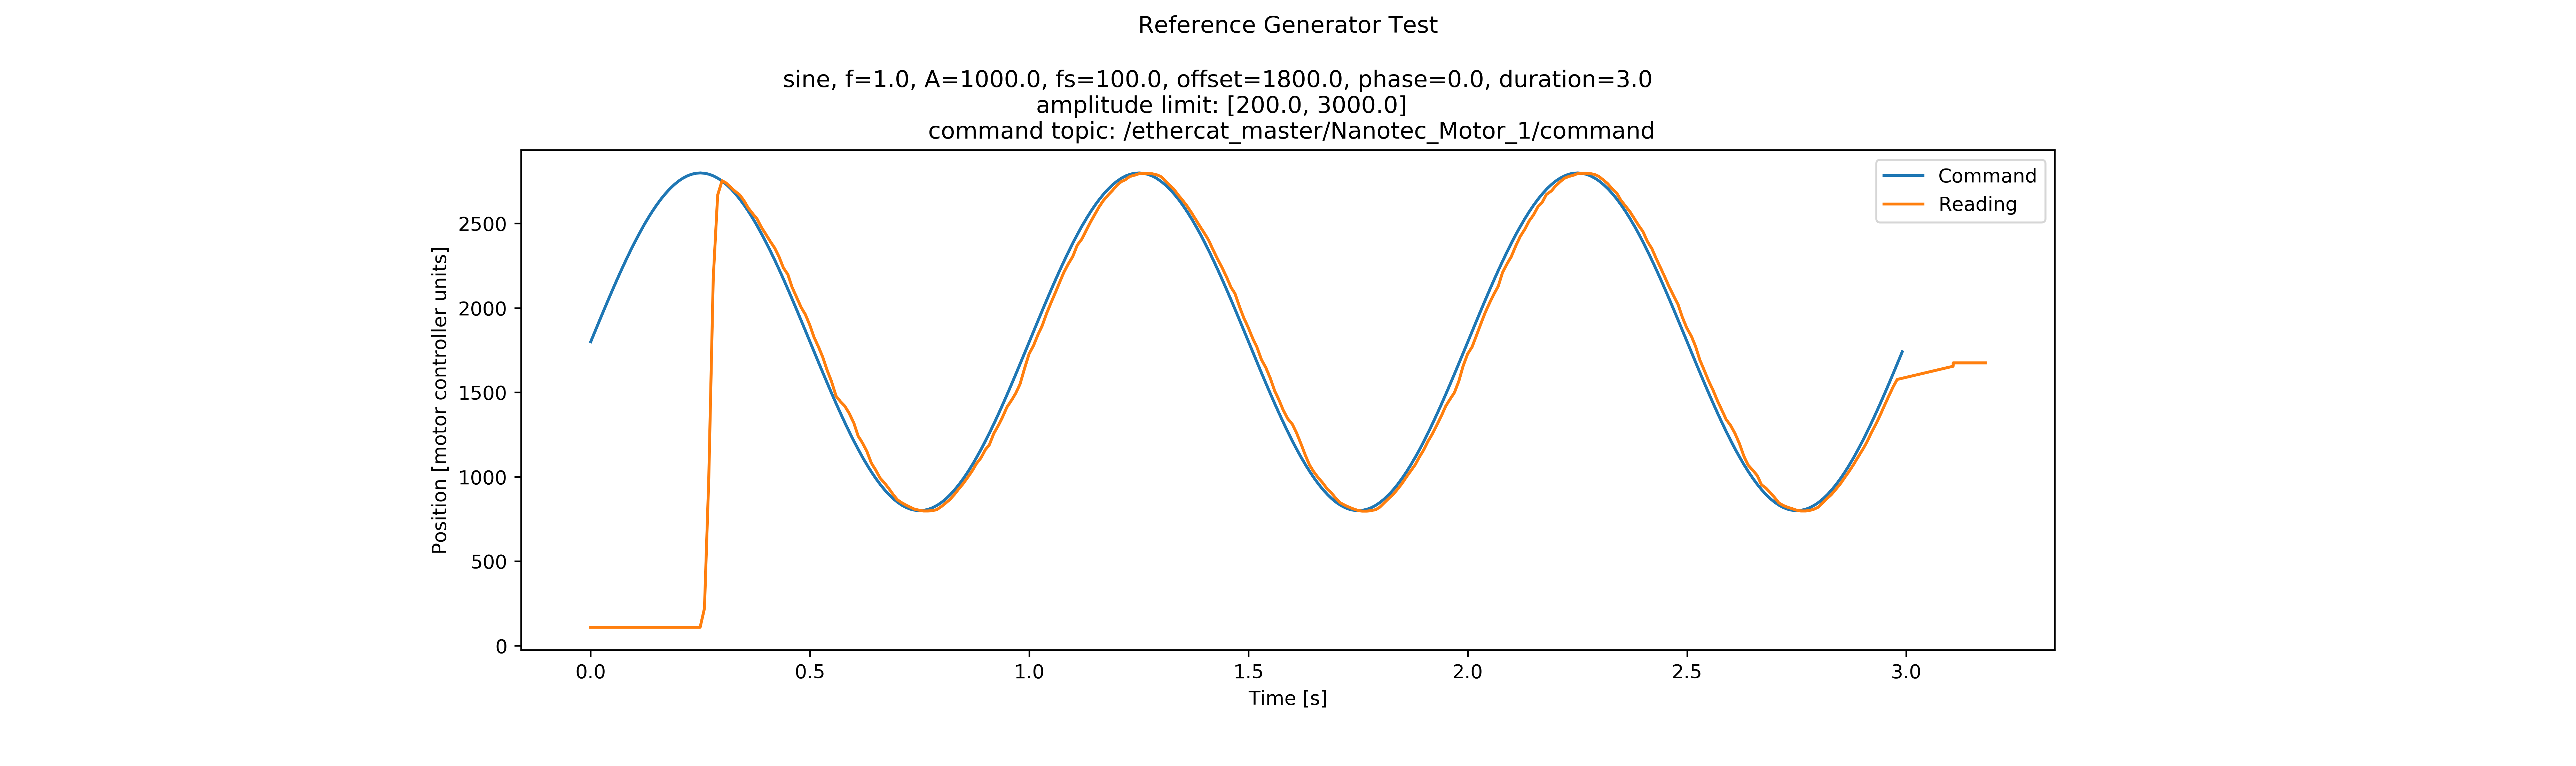 Reference Generator Test
sine, f=1.0, A=1000.0, fs=100.0, offset=1800.0, phase=0.0, duration=3.0
amplitude limit: [200.0, 3000.0]
command topic: /ethercat_master/Nanotec_Motor_1/command
Command
Reading
Position [motor controller units]
2500
2000
1500
1000
500
0
0.0 0.5 1.0 1.5 2.0 2.5 3.0
Time [s]